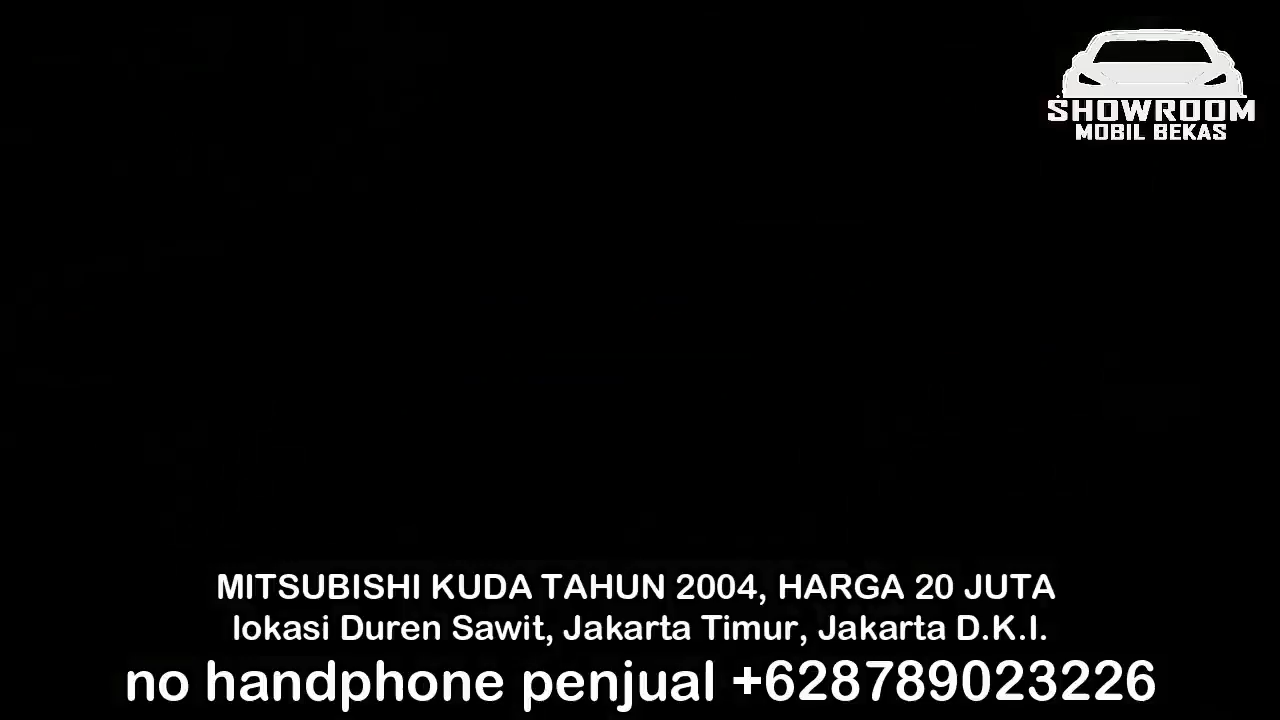 SHOWROOM
MOBIL BEKAS
MITSUBISHI KUDA TAHUN 2004, HARGA 20 JUTA
lokasi Duren Sawit, Jakarta Timur, Jakarta D.K.I.
no handphone penjual +628789023226